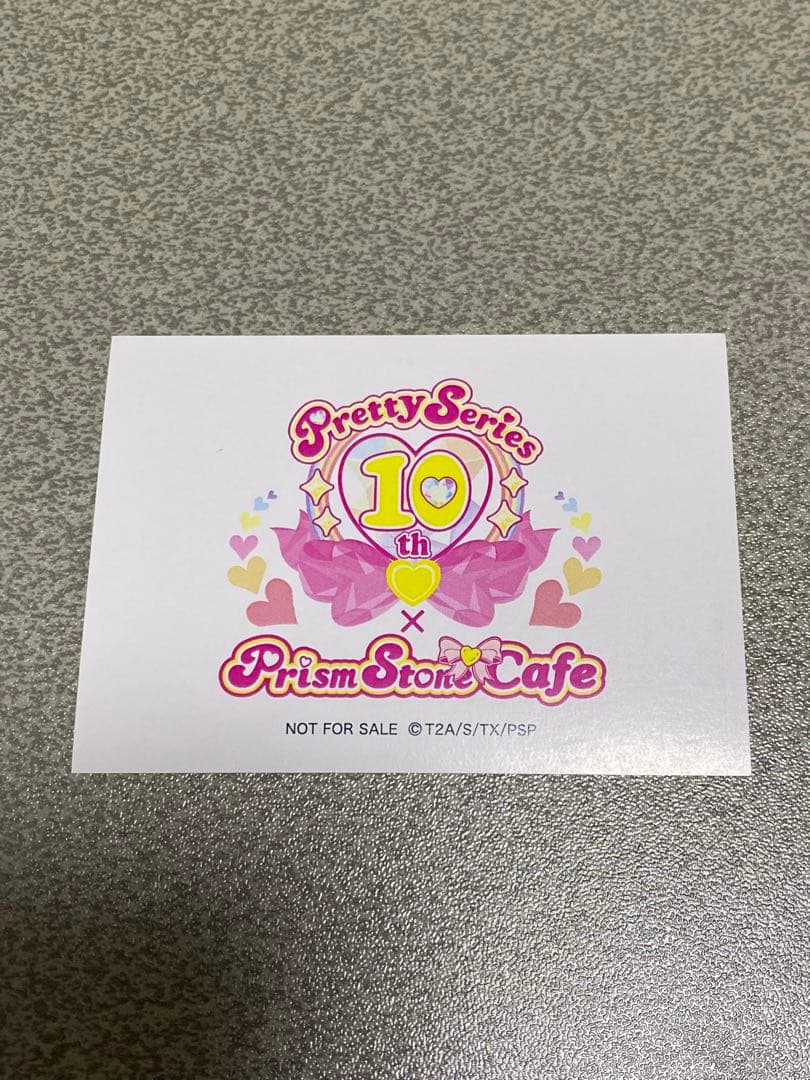 Pretty Series
10
th
×
Prism Stone Cafe
NOT FOR SALE ©T2A/S/TX/PSP